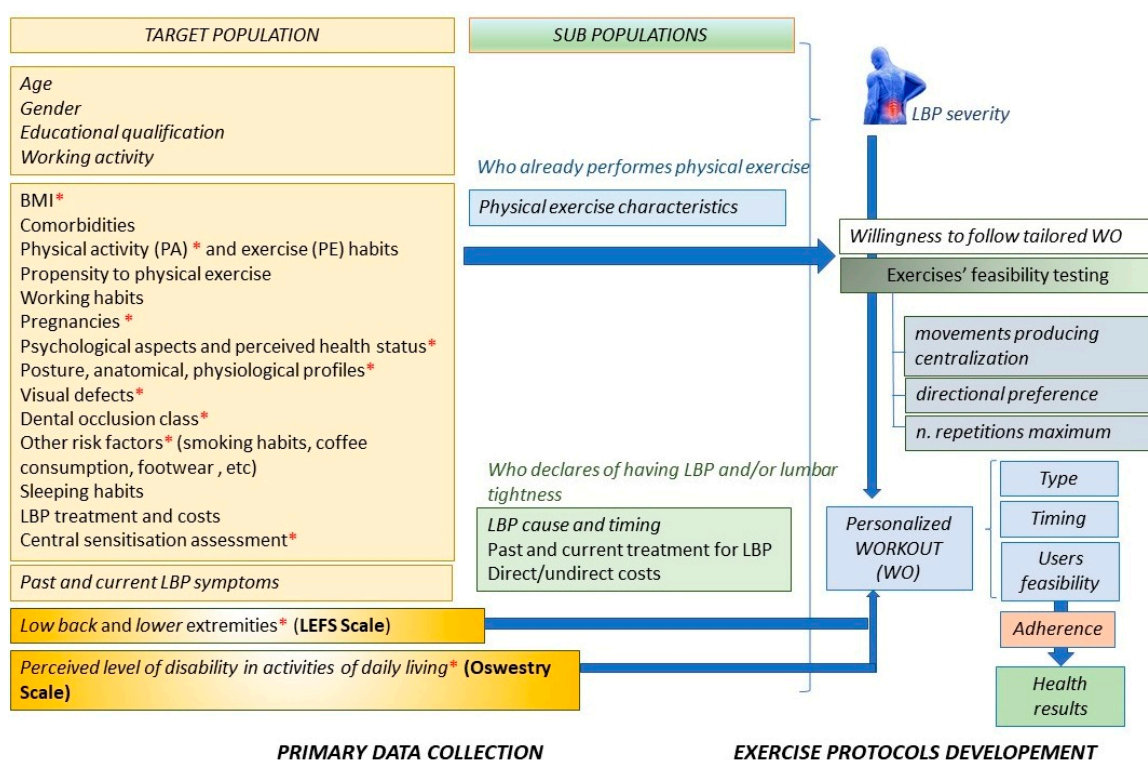 TARGET POPULATION
Age
Gender
Educational qualification
Working activity
BMI*
Comorbidities
Physical activity (PA) * and exercise (PE) habits
Propensity to physical exercise
Working habits
Pregnancies *
Psychological aspects and perceived health status*
Posture, anatomical, physiological profiles*
Visual defects*
Dental occlusion class*
Other risk factors* (smoking habits, coffee
consumption, footwear , etc)
Sleeping habits
LBP treatment and costs
Central sensitisation assessment*
Past and current LBP symptoms
Low back and lower extremities* (LEFS Scale)
Perceived level of disability in activities of daily living* (Oswestry
Scale)
SUB POPULATIONS
Who already performes physical exercise
Physical exercise characteristics
Who declares of having LBP and/or lumbar
tightness
LBP cause and timing
Past and current treatment for LBP
Direct/undirect costs
LBP severity
Willingness to follow tailored WO
Exercises' feasibility testing
movements producing
centralization
directional preference
n. repetitions maximum
Personalized
WORKOUT
(WO)
Type
Timing
Users
feasibility
Adherence
Health
results
PRIMARY DATA COLLECTION
EXERCISE PROTOCOLS DEVELOPEMENT